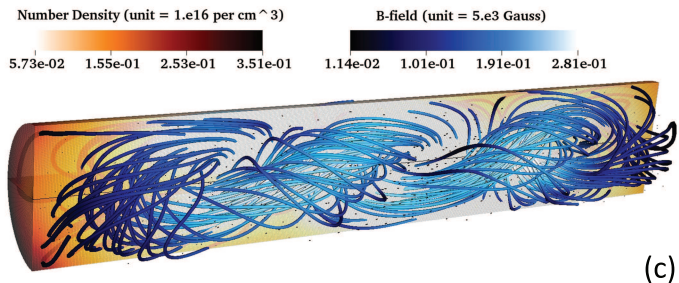 Number Density (unit = 1.e16 per cm^3)
5.73e-02 1.55e-01 2.53e-01 3.51e-01
B-field (unit = 5.e3 Gauss)
1.14e-02 1.01e-01 1.91e-01 2.81e-01
(c)